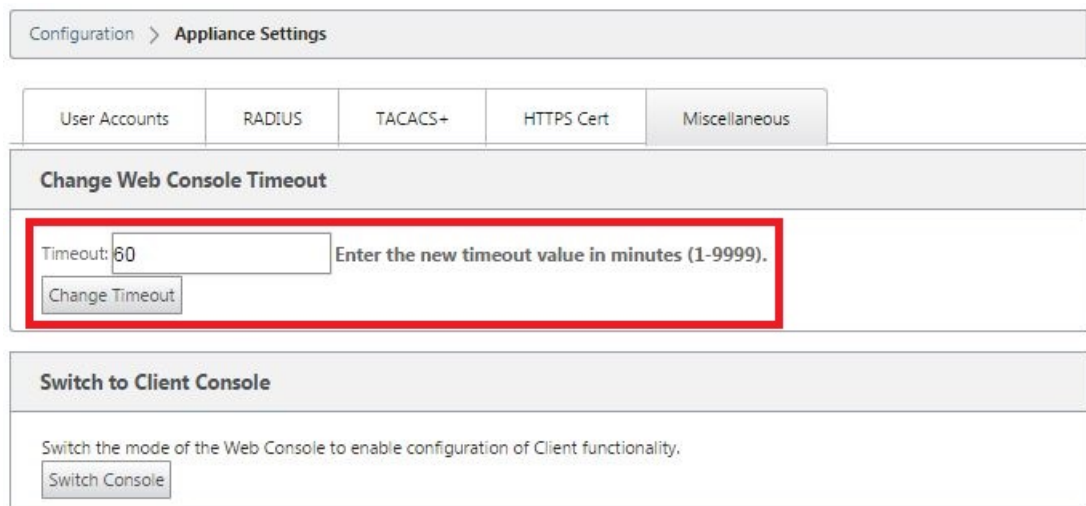 Configuration > Appliance Settings
User Accounts RADIUS TACACS+ HTTPS Cert Miscellaneous
Change Web Console Timeout
Timeout: 60 Enter the new timeout value in minutes (1-9999).
Change Timeout
Switch to Client Console
Switch the mode of the Web Console to enable configuration of Client functionality.
Switch Console